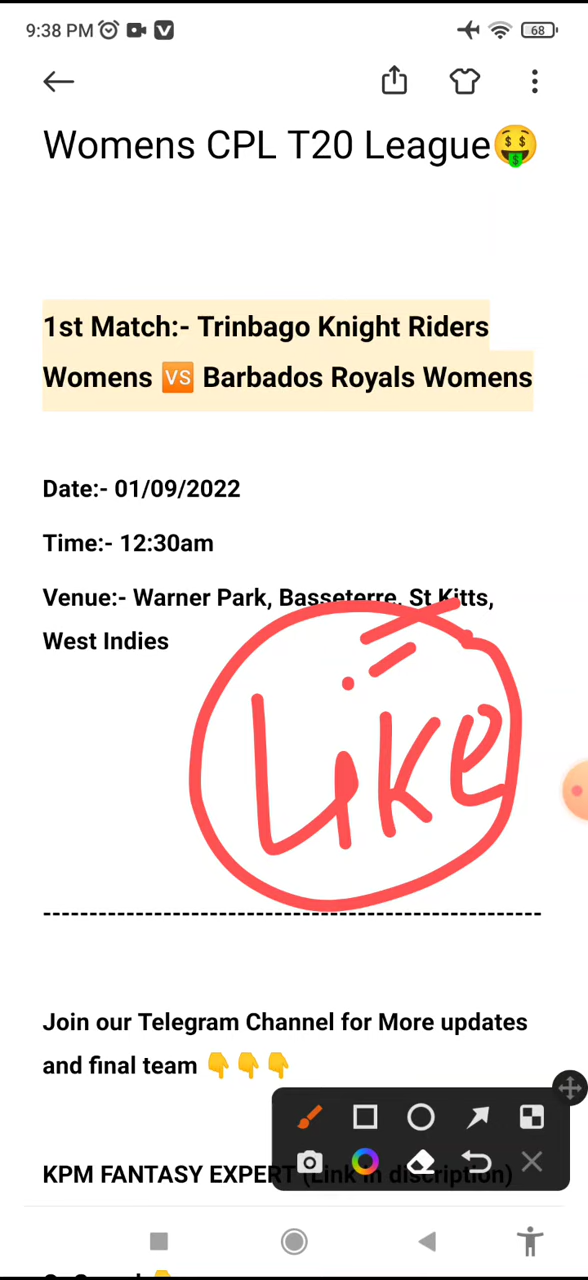 9:38 PM
68
Womens CPL T20 League🤑
1st Match:- Trinbago Knight Riders
Womens 🆚 Barbados Royals Womens
Date:- 01/09/2022
Time:- 12:30am
Venue:- Warner Park, Basseterre, St Kitts,
West Indies
Like
--------------------------------------------------------
Join our Telegram Channel for More updates
and final team 👇👇👇
KPM FANTASY EXPERT (Link in discription)